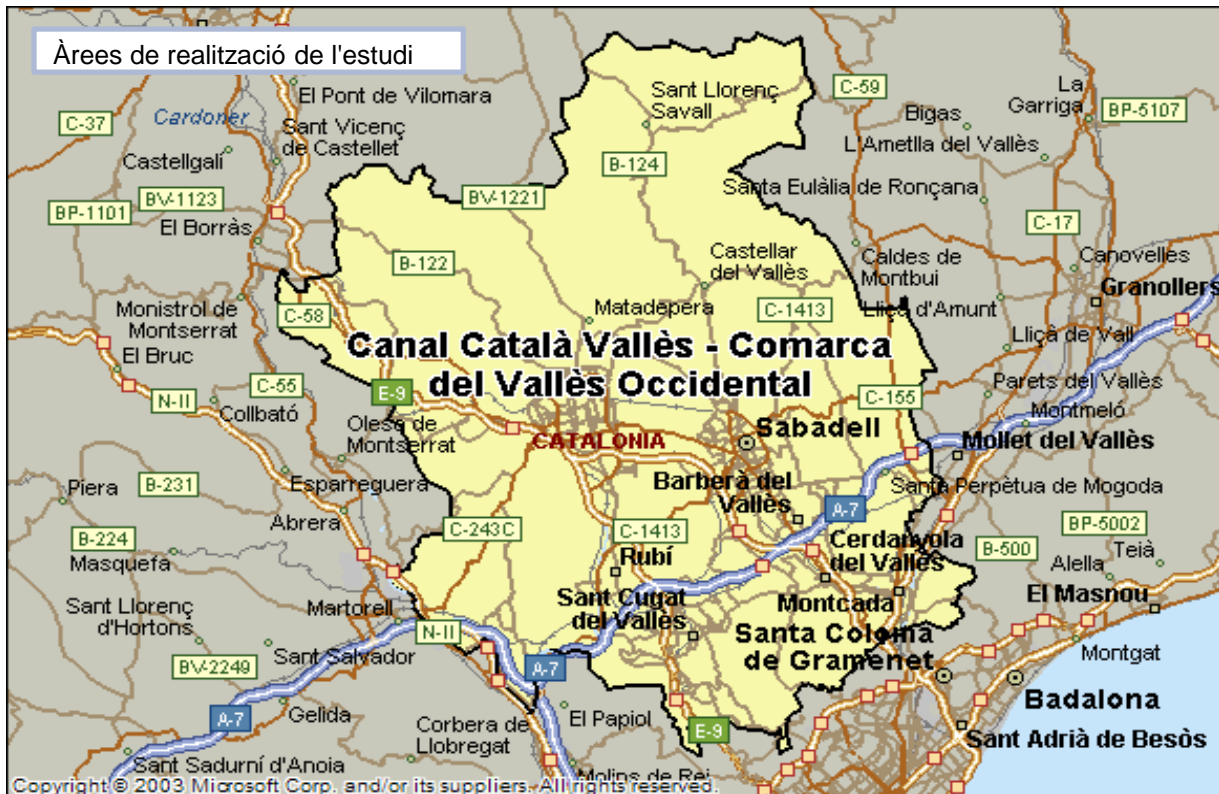 Àrees de realització de l'estudi
El Pont de Vilomara
Sant Llorenç
Savall
C-59
La
Garriga
BP-5107
C-37
Cardoner
Sant Vicenç
de Castellet
Bigas
L'Ametlla del Vallès
Castellgalí
B-124
Santa Eulàlia de Ronçana
BV-1123
BV-1221
BP-1101
El Borràs
C-17
B-122
Castellar
del Vallès
Caldes de
Montbui
Canovelles
Granollers
Monistrol de
Montserrat
C-58
Matadepera
C-1413
Lliçà d'Amunt
Lliçà de Vall
El Bruc
Canal Català Vallès - Comarca
del Vallès Occidental
C-55
N-II
E-9
C-155
Parets del Vallès
Collbató
Olesa de
Montserrat
Montmeló
CATALONIA
Sabadell
Mollet del Vallès
Piera
B-231
Esparreguera
Barberà del
Vallès
Santa Perpètua de Mogoda
A-7
Abrera
C-243C
C-1413
BP-5002
B-224
Masquefa
Rubí
Cerdanyola
del Vallès
B-500
Teià
Alella
Sant Llorenç
d'Hortons
Martorell
Sant Cugat
del Vallès
Montcada
El Masnou
N-II
Santa Coloma
de Gramenet
Montgat
BV-2249
Sant Salvador
A-7
Badalona
A-7
Gelida
Corbera de
Llobregat
El Papiol
E-9
Sant Adrià de Besòs
Sant Sadurní d'Anoia
Molins de Rei
Copyright © 2003 Microsoft Corp. and/or its suppliers. All rights reserved.